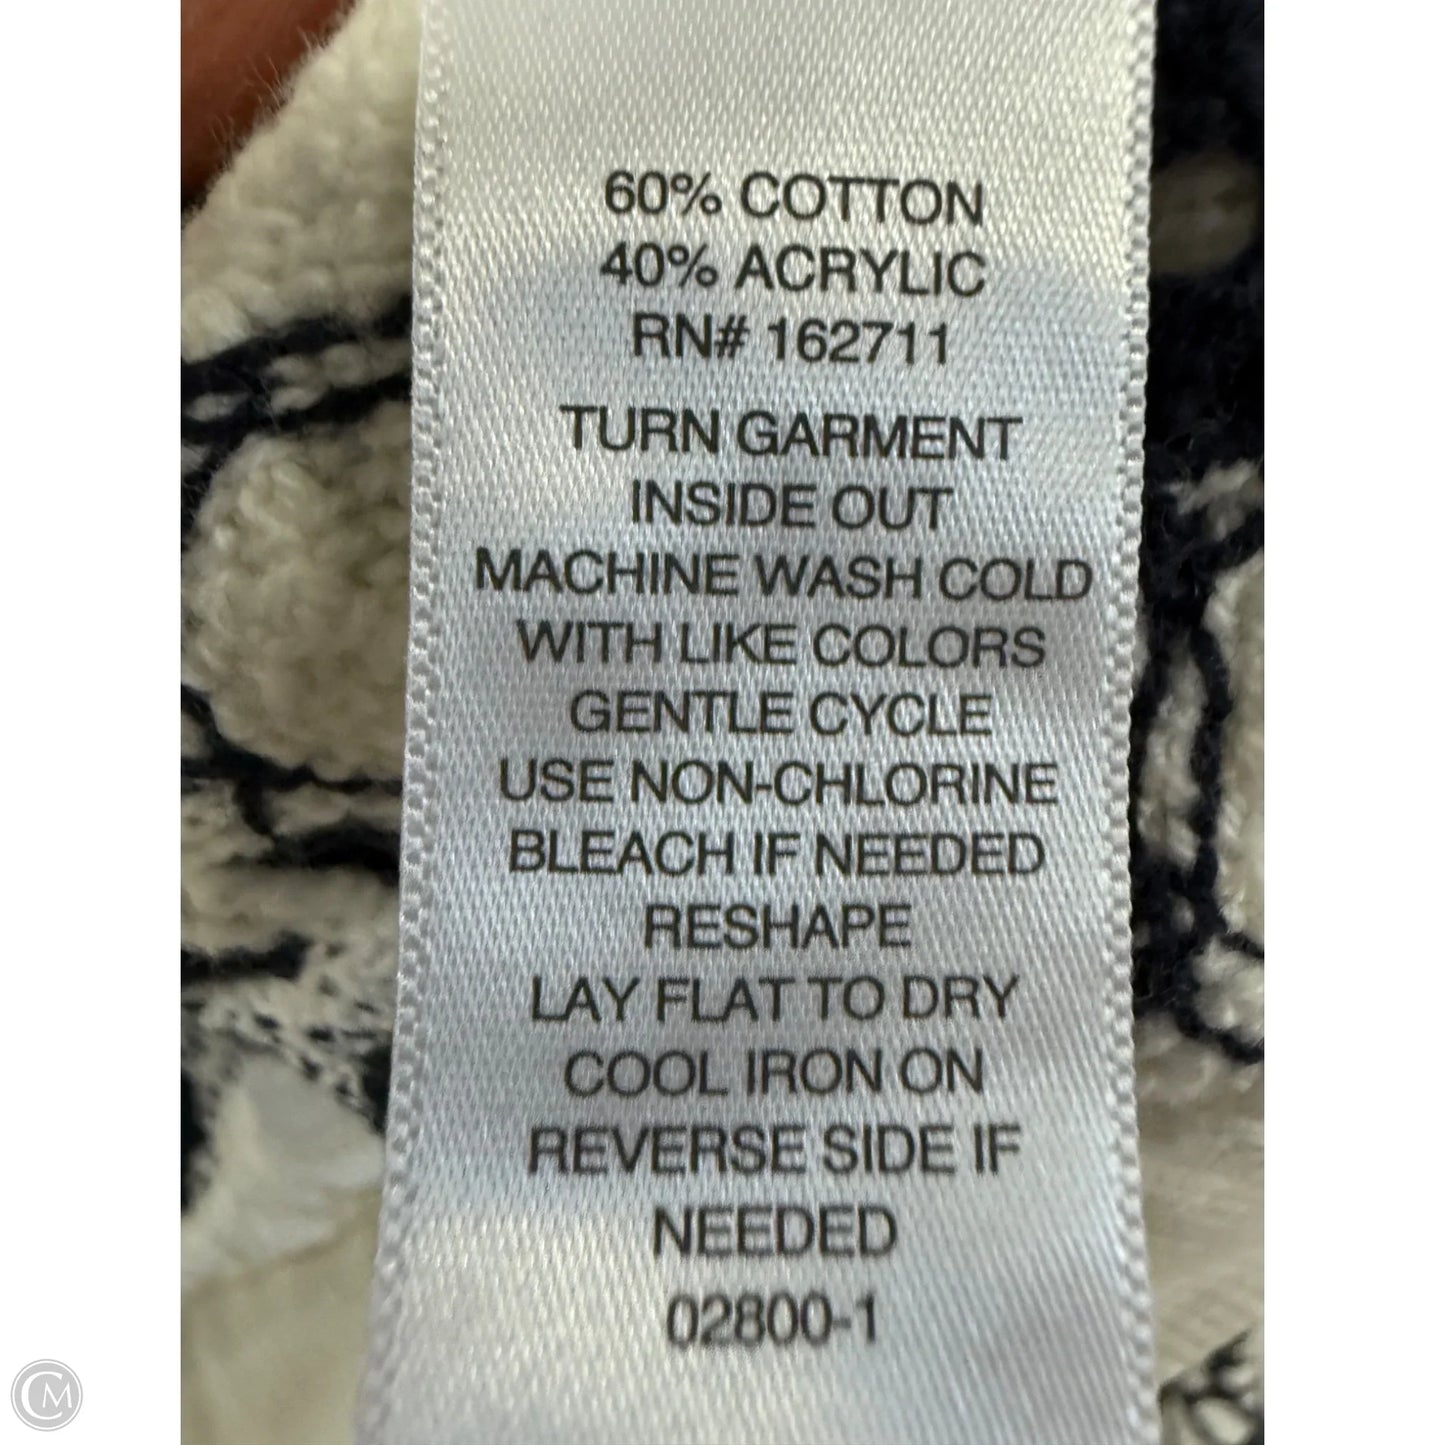 60% COTTON
40% ACRYLIC
RN# 162711
TURN GARMENT
INSIDE OUT
MACHINE WASH COLD
WITH LIKE COLORS
GENTLE CYCLE
USE NON-CHLORINE
BLEACH IF NEEDED
RESHAPE
LAY FLAT TO DRY
COOL IRON ON
REVERSE SIDE IF
NEEDED
02800-1
CM